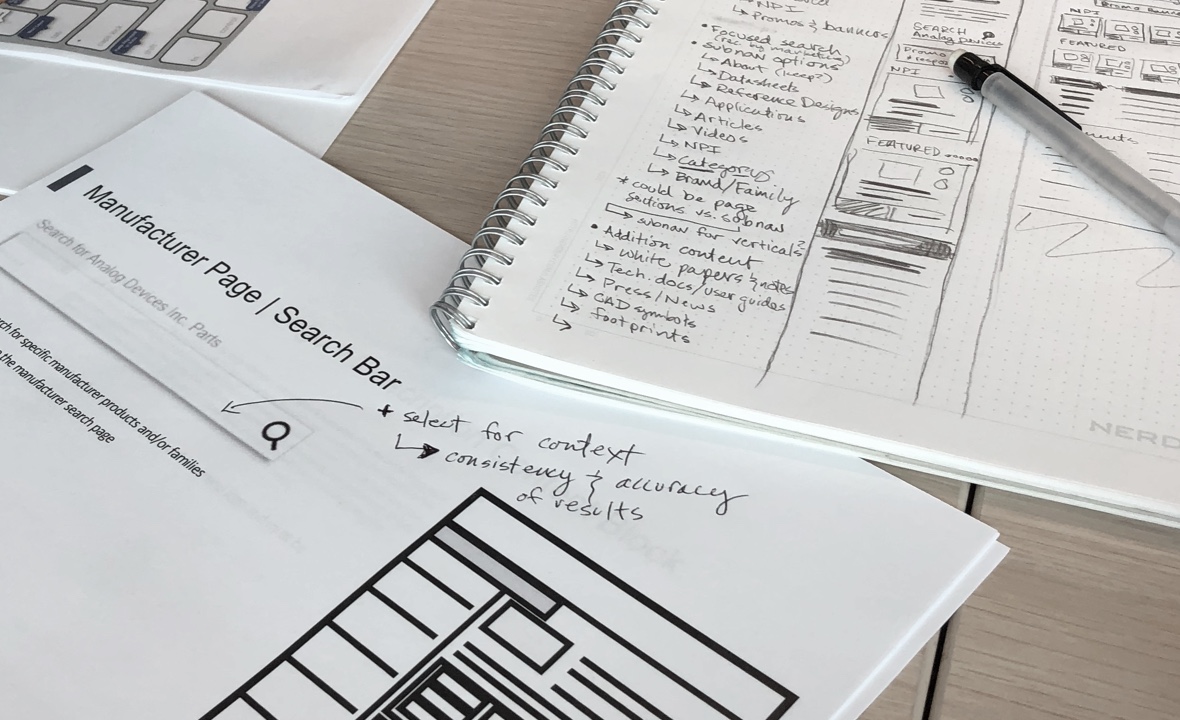 NPI
Promos & banners
• Focused search
(rec by marketing)
• subnav options
About (keep?)
Datasheets
Reference Designs
Applications
Articles
Videos
NPI
Categorys
Brand/Family
* could be page
sections vs. subnav
subnav for verticals?
• Addition content
white papers & notes
Tech. docs/user guides
Press/News
CAD symbols
footprints
SEARCH
Analog Devices
Promo
NPI
FEATURED
NPI
Promo Banner
FEATURED
NERD
Manufacturer Page | Search Bar
Search for Analog Devices Inc. Parts
rch for specific manufacturer products and/or families
the manufacturer search page
* select for context
consistency & accuracy
of results